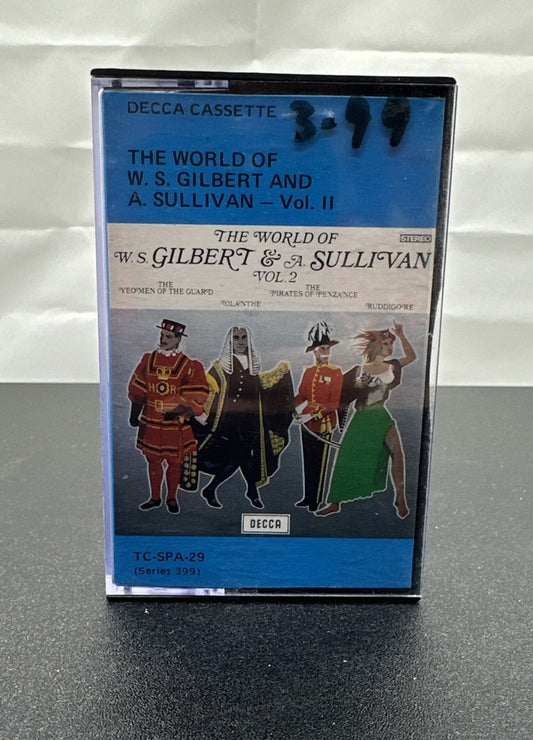 DECCA CASSETTE 3=99
THE WORLD OF
W. S. GILBERT AND
A. SULLIVAN – Vol. II
THE WORLD OF STEREO
W.S. GILBERT & A. SULLIVAN
VOL. 2
THE THE
YEOMEN OF THE GUARD PIRATES OF PENZANCE
IOLANTHE RUDDIGORE
H R
DECCA
TC-SPA-29
(Series 399)